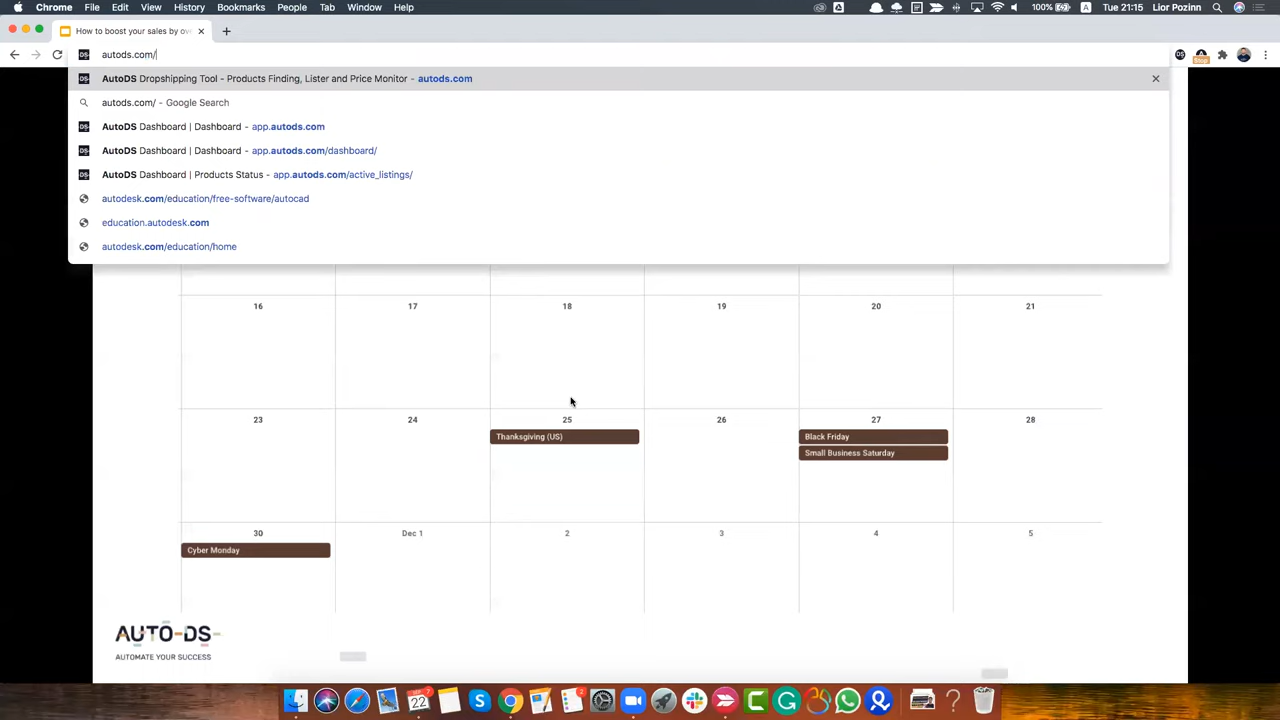 Chrome File Edit View History Bookmarks People Tab Window Help 100% A Tue 21:15 Lior Pozin
How to boost your sales by ove
autods.com/
Stop
AutoDS Dropshipping Tool - Products Finding, Lister and Price Monitor - autods.com
autods.com/ - Google Search
AutoDS Dashboard | Dashboard - app.autods.com
AutoDS Dashboard | Dashboard - app.autods.com/dashboard/
AutoDS Dashboard | Products Status - app.autods.com/active_listings/
autodesk.com/education/free-software/autocad
education.autodesk.com
autodesk.com/education/home
16 17 18 19 20 21
23 24 25 26 27 28
Thanksgiving (US) Black Friday
Small Business Saturday
30 Dec 1 2 3 4 5
Cyber Monday
AUTO-DS-
AUTOMATE YOUR SUCCESS